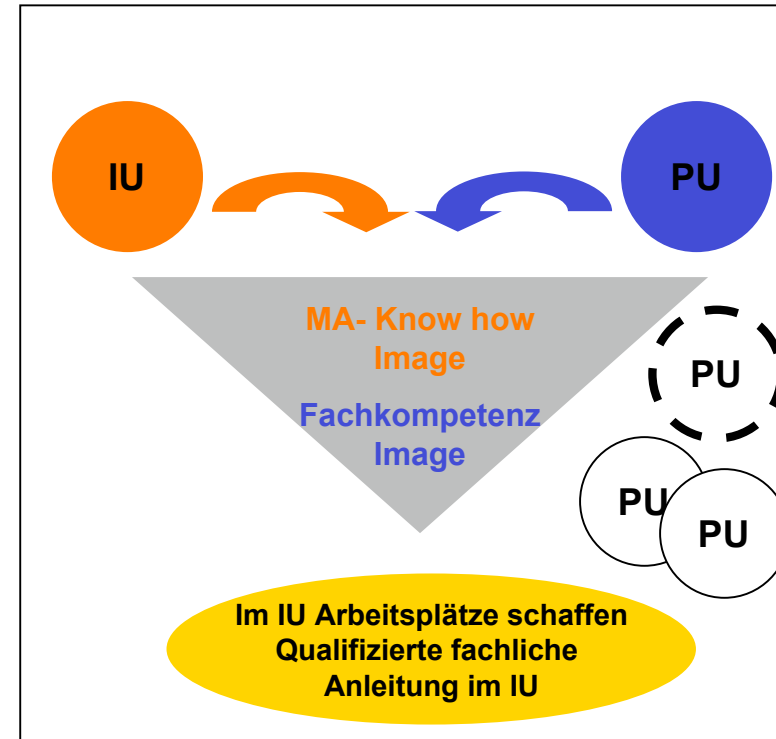 IU
PU
MA- Know how
Image
Fachkompetenz
Image
PU
PU
PU
Im IU Arbeitsplätze schaffen
Qualifizierte fachliche
Anleitung im IU